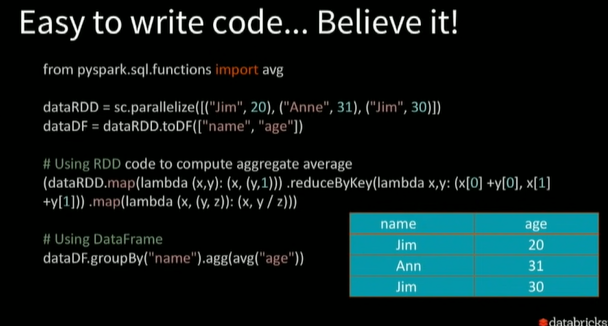 Easy to write code... Believe it!
from pyspark.sql.functions import avg
dataRDD = sc.parallelize([("Jim", 20), ("Anne", 31), ("Jim", 30)])
dataDF = dataRDD.toDF(["name", "age"])
# Using RDD code to compute aggregate average
(dataRDD.map(lambda (x,y): (x, (y,1))) .reduceByKey(lambda x,y: (x[0] +y[0], x[1]
+y[1])) .map(lambda (x, (y, z)): (x, y / z)))
# Using DataFrame
dataDF.groupBy("name").agg(avg("age"))
name age
Jim 20
Ann 31
Jim 30
databricks